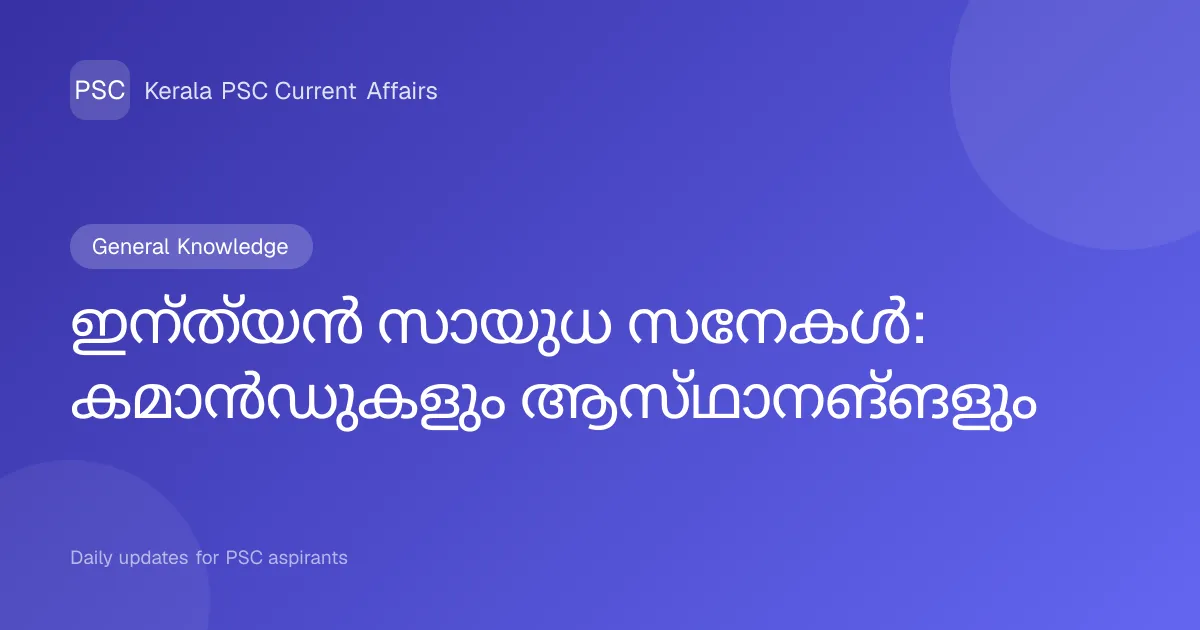 PSC Kerala PSC Current Affairs
General Knowledge
ഇന്ത്യൻ സായുധ സേനകൾ:
കമാൻഡുകളും ആസ്ഥാനങ്ങളും
Daily updates for PSC aspirants